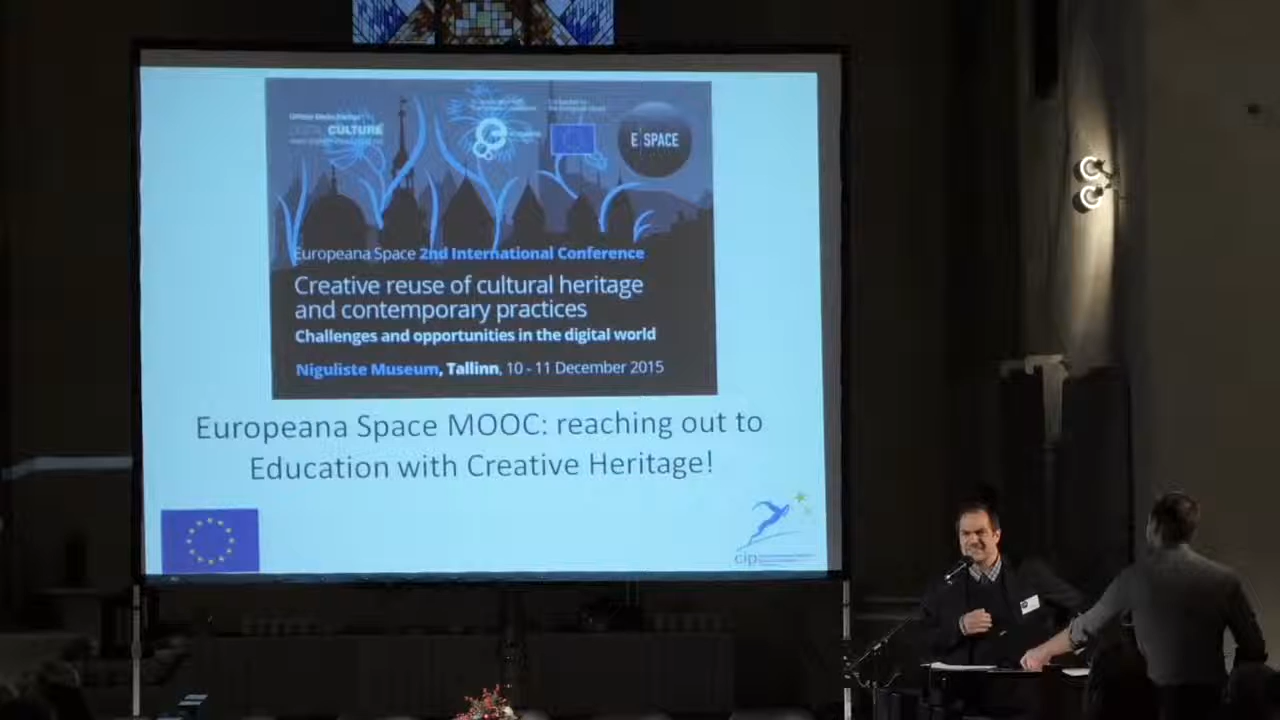 CULTURE
E SPACE
Europeana Space 2nd International Conference
Creative reuse of cultural heritage
and contemporary practices
Challenges and opportunities in the digital world
Niguliste Museum, Tallinn, 10 - 11 December 2015
Europeana Space MOOC: reaching out to
Education with Creative Heritage!
cip